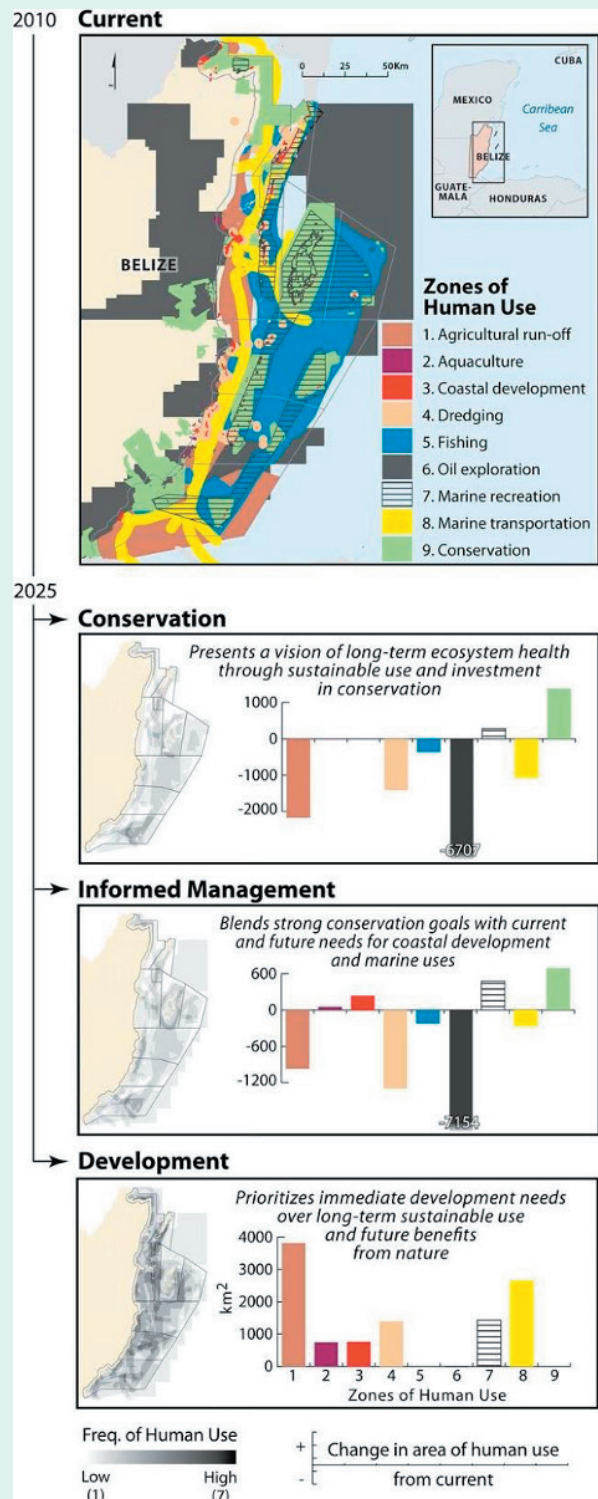 2010
Current
0 25 50Km
CUBA
MEXICO
Carribean
Sea
BELIZE
GUATE-
MALA
HONDURAS
BELIZE
Zones of
Human Use
1. Agricultural run-off
2. Aquaculture
3. Coastal development
4. Dredging
5. Fishing
6. Oil exploration
7. Marine recreation
8. Marine transportation
9. Conservation
2025
Conservation
Presents a vision of long-term ecosystem health
through sustainable use and investment
in conservation
1000
0
-1000
-2000
-6707
Informed Management
Blends strong conservation goals with current
and future needs for coastal development
and marine uses
600
0
-600
-1200
-7154
Development
Prioritizes immediate development needs
over long-term sustainable use
and future benefits
from nature
km²
4000
3000
2000
1000
0
1 2 3 4 5 6 7 8 9
Zones of Human Use
Freq. of Human Use
Low High
(1) (7)
+ Change in area of human use
- from current